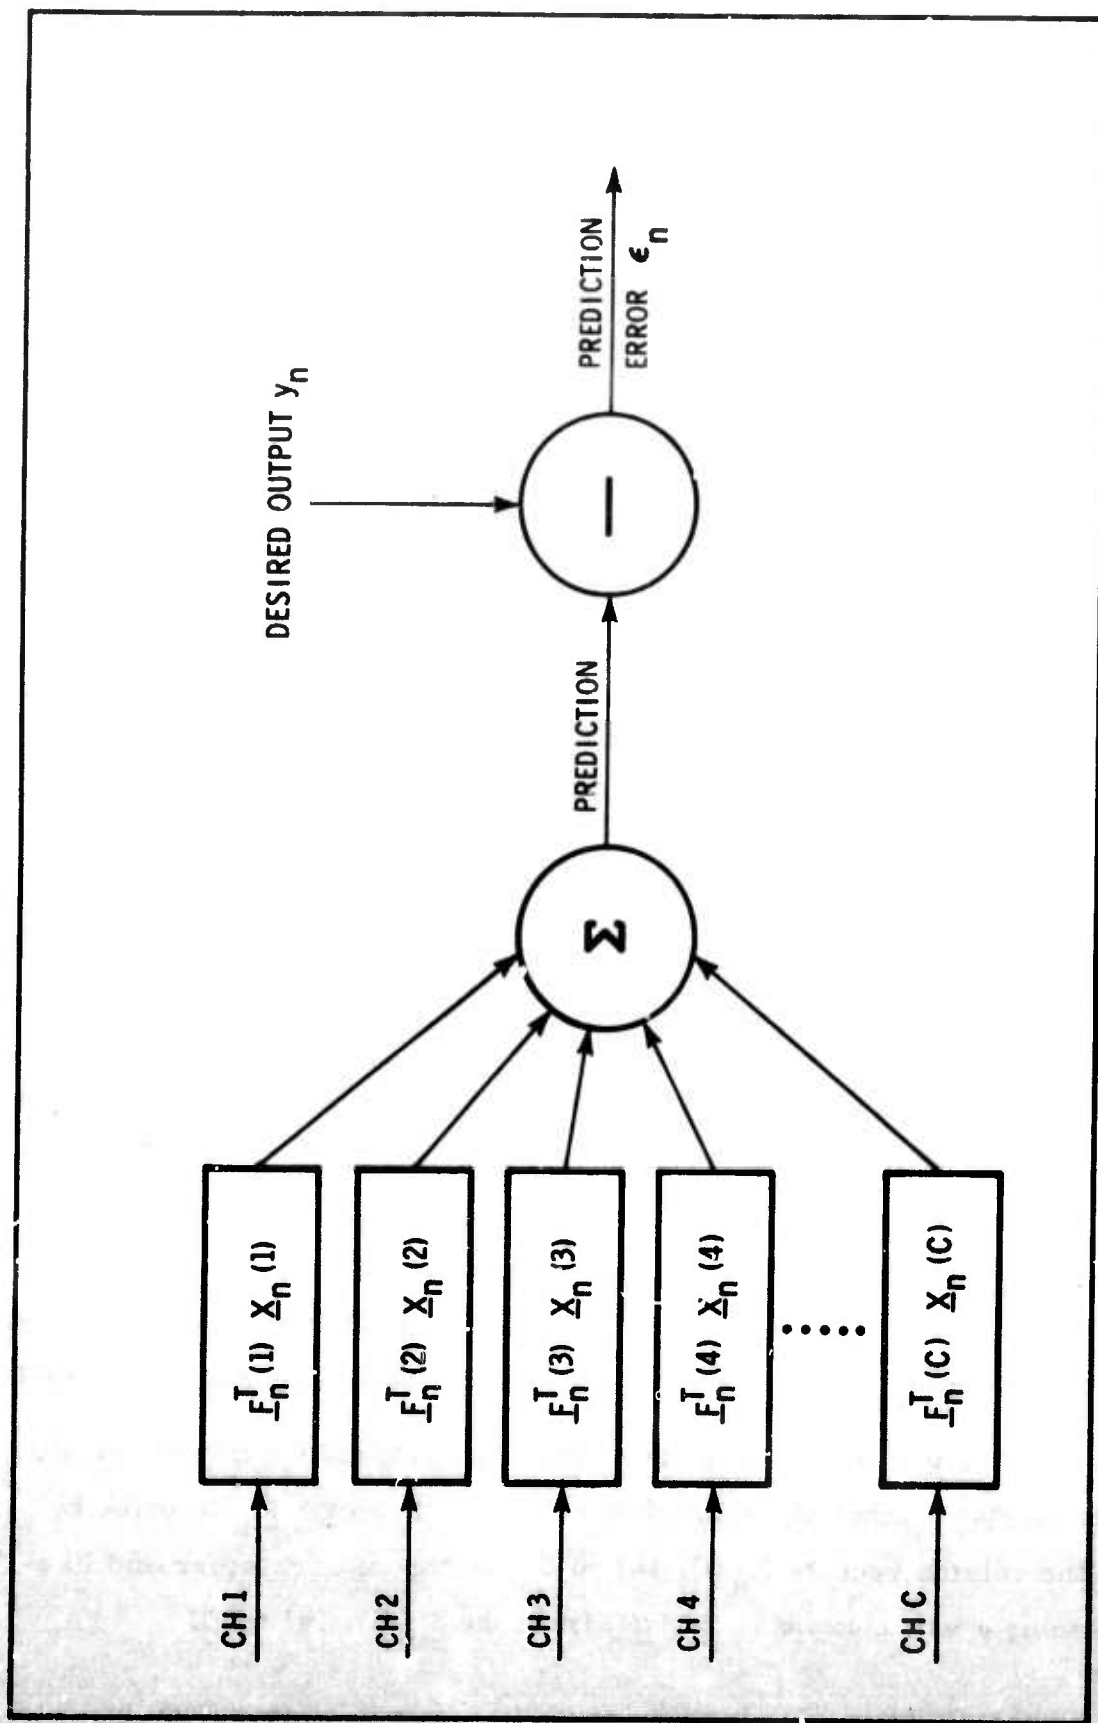 CH 1
F_n^T (1) X_n (1)
CH 2
F_n^T (2) X_n (2)
CH 3
F_n^T (3) X_n (3)
CH 4
F_n^T (4) X_n (4)
.....
CH C
F_n^T (C) X_n (C)
Σ
PREDICTION
DESIRED OUTPUT y_n
—
PREDICTION
ERROR ε_n